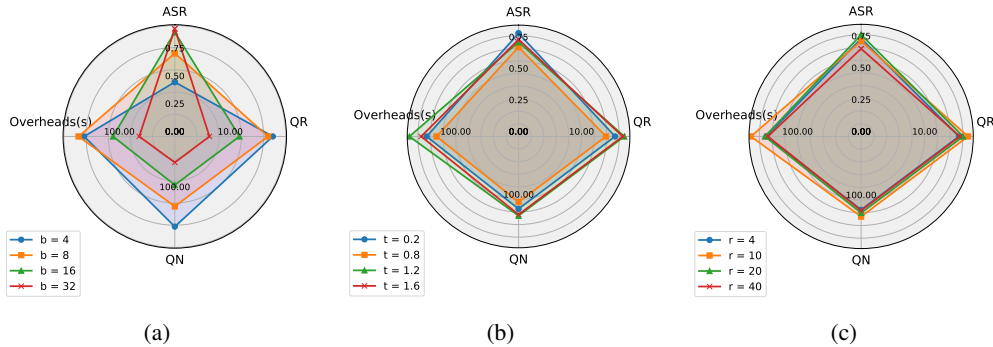 ASR
0.75
0.50
0.25
Overheads(s)
100.00
0.00
10.00
QR
100.00
QN
b = 4
b = 8
b = 16
b = 32
(a)
ASR
0.75
0.50
0.25
Overheads(s)
100.00
0.00
10.00
QR
100.00
QN
t = 0.2
t = 0.8
t = 1.2
t = 1.6
(b)
ASR
0.75
0.50
0.25
Overheads(s)
100.00
0.00
10.00
QR
100.00
QN
r = 4
r = 10
r = 20
r = 40
(c)